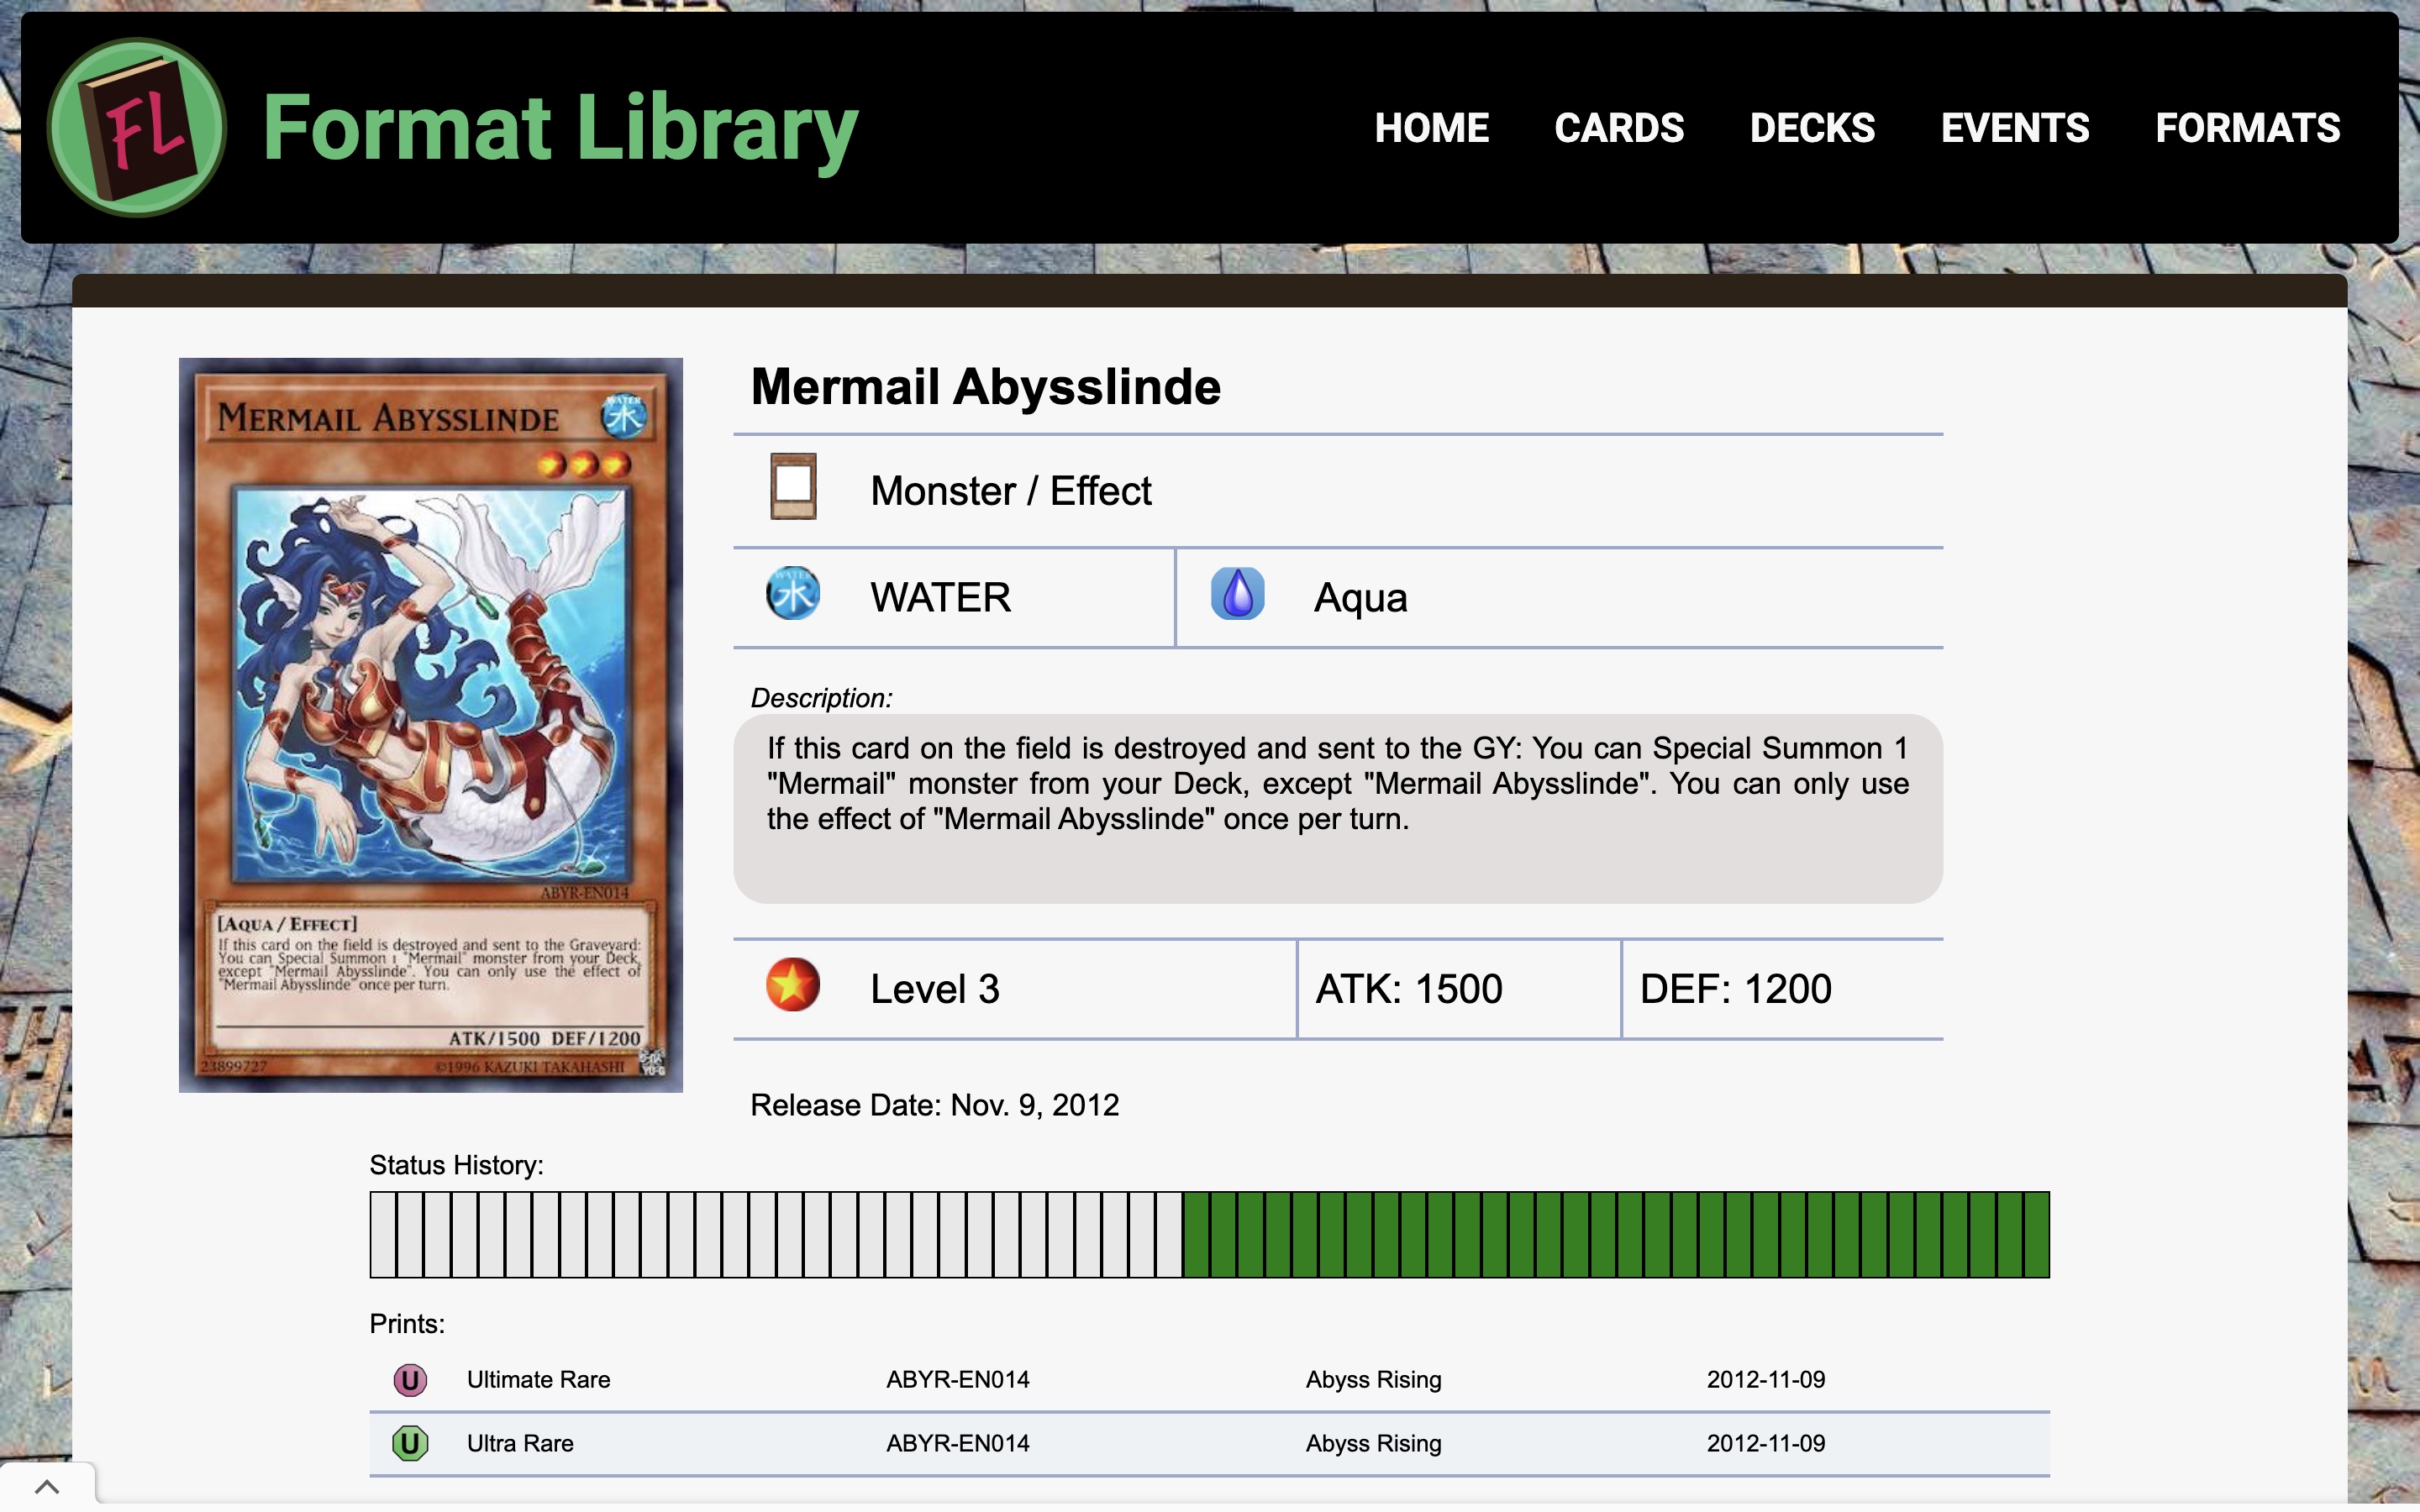 FL
Format Library
HOME
CARDS
DECKS
EVENTS
FORMATS
MERMAIL ABYSSLINDE
WATER
水
ABYR-EN014
[AQUA / EFFECT]
If this card on the field is destroyed and sent to the Graveyard:
You can Special Summon 1 "Mermail" monster from your Deck,
except "Mermail Abysslinde". You can only use the effect of
"Mermail Abysslinde" once per turn.
ATK/1500 DEF/1200
23899727
©1996 KAZUKI TAKAHASHI
Mermail Abysslinde
Monster / Effect
WATER
水
WATER
Aqua
Description:
If this card on the field is destroyed and sent to the GY: You can Special Summon 1
"Mermail" monster from your Deck, except "Mermail Abysslinde". You can only use
the effect of "Mermail Abysslinde" once per turn.
Level 3
ATK: 1500
DEF: 1200
Release Date: Nov. 9, 2012
Status History:
Prints:
U Ultimate Rare ABYR-EN014 Abyss Rising 2012-11-09
U Ultra Rare ABYR-EN014 Abyss Rising 2012-11-09